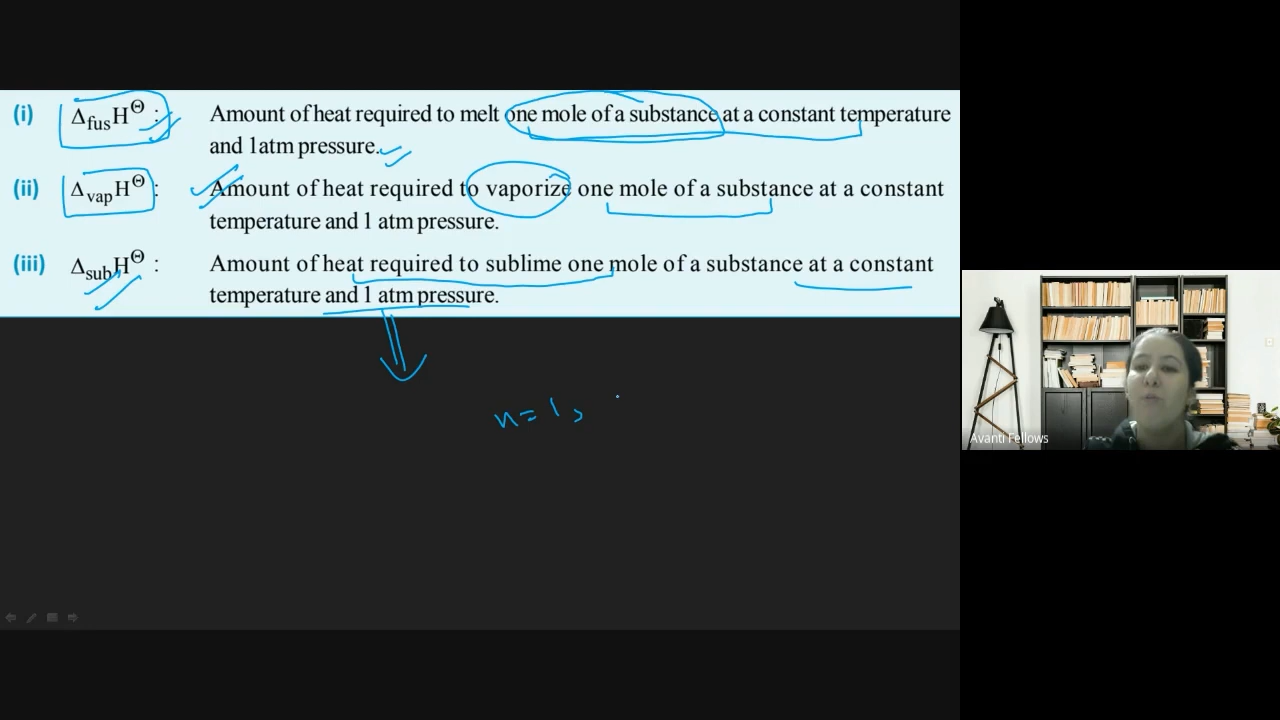 (i) Δfus H⊖ : Amount of heat required to melt one mole of a substance at a constant temperature
and 1atm pressure.
(ii) Δvap H⊖ : Amount of heat required to vaporize one mole of a substance at a constant
temperature and 1 atm pressure.
(iii) Δsub H⊖ : Amount of heat required to sublime one mole of a substance at a constant
temperature and 1 atm pressure.
n = 1 ,
Avanti Fellows